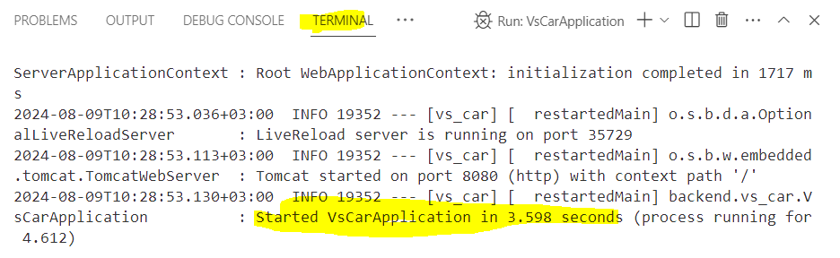 PROBLEMS OUTPUT DEBUG CONSOLE TERMINAL ··· Run: VsCarApplication
ServerApplicationContext : Root WebApplicationContext: initialization completed in 1717 m
s
2024-08-09T10:28:53.036+03:00  INFO 19352 --- [vs_car] [  restartedMain] o.s.b.d.a.Option
alLiveReloadServer       : LiveReload server is running on port 35729
2024-08-09T10:28:53.113+03:00  INFO 19352 --- [vs_car] [  restartedMain] o.s.b.w.embedded
.tomcat.TomcatWebServer  : Tomcat started on port 8080 (http) with context path '/'
2024-08-09T10:28:53.130+03:00  INFO 19352 --- [vs_car] [  restartedMain] backend.vs_car.V
sCarApplication          : Started VsCarApplication in 3.598 seconds (process running for
 4.612)